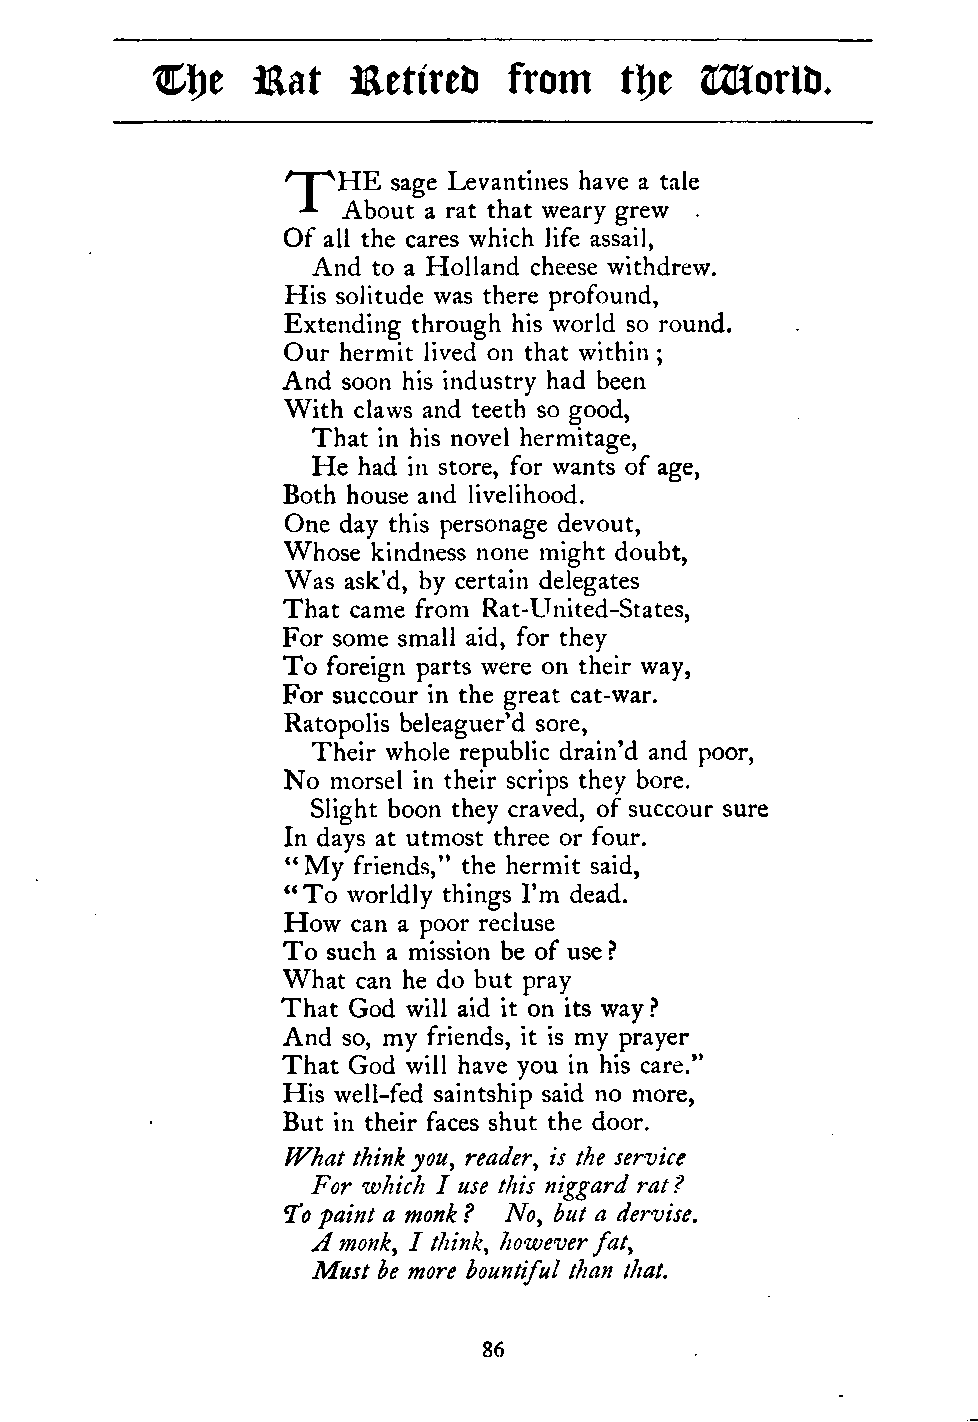 The Rat Retired from the World.
THE sage Levantines have a tale
About a rat that weary grew
Of all the cares which life assail,
And to a Holland cheese withdrew.
His solitude was there profound,
Extending through his world so round.
Our hermit lived on that within ;
And soon his industry had been
With claws and teeth so good,
That in his novel hermitage,
He had in store, for wants of age,
Both house and livelihood.
One day this personage devout,
Whose kindness none might doubt,
Was ask'd, by certain delegates
That came from Rat-United-States,
For some small aid, for they
To foreign parts were on their way,
For succour in the great cat-war.
Ratopolis beleaguer'd sore,
Their whole republic drain'd and poor,
No morsel in their scrips they bore.
Slight boon they craved, of succour sure
In days at utmost three or four.
“ My friends,” the hermit said,
“ To worldly things I'm dead.
How can a poor recluse
To such a mission be of use ?
What can he do but pray
That God will aid it on its way ?
And so, my friends, it is my prayer
That God will have you in his care.”
His well-fed saintship said no more,
But in their faces shut the door.
What think you, reader, is the service
For which I use this niggard rat ?
To paint a monk ? No, but a dervise.
A monk, I think, however fat,
Must be more bountiful than that.
86